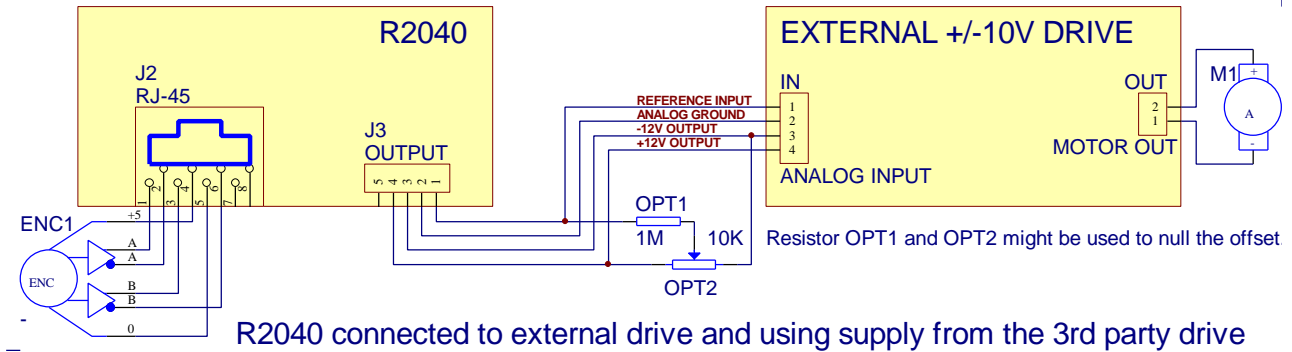 R2040
EXTERNAL +/-10V DRIVE
J2
RJ-45
IN
OUT
M1
+
A
-
REFERENCE INPUT
ANALOG GROUND
-12V OUTPUT
+12V OUTPUT
1
2
3
4
2
1
MOTOR OUT
ANALOG INPUT
J3
OUTPUT
5 4 3 2 1
1 2 3 4 5 6 7 8
ENC1
+5
A
A
B
B
0
ENC
-
OPT1
1M
10K
OPT2
Resistor OPT1 and OPT2 might be used to null the offset.
R2040 connected to external drive and using supply from the 3rd party drive